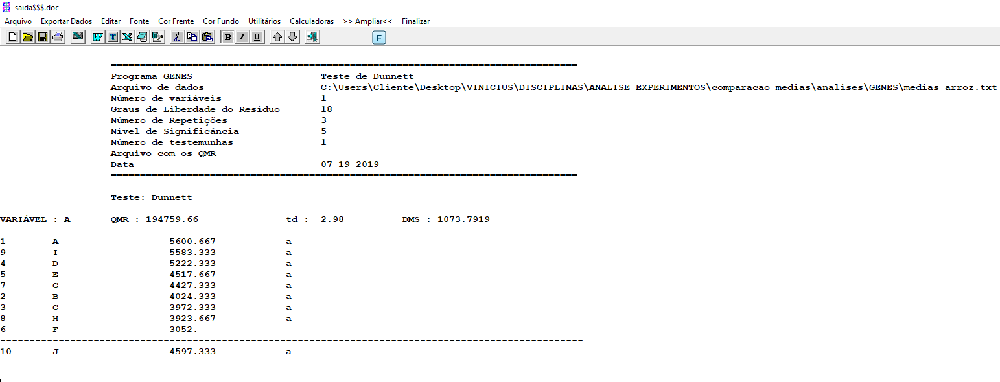 saida$$$.doc
Arquivo Exportar Dados Editar Fonte Cor Frente Cor Fundo Utilitários Calculadoras >> Ampliar<< Finalizar
W T X B I U F
================================================================================
Programa GENES Teste de Dunnett
Arquivo de dados C:\Users\Cliente\Desktop\VINICIUS\DISCIPLINAS\ANALISE_EXPERIMENTOS\comparacao_medias\analises\GENES\medias_arroz.txt
Número de variáveis 1
Graus de Liberdade do Resíduo 18
Número de Repetições 3
Nível de Significância 5
Número de testemunhas 1
Arquivo com os QMR
Data 07-19-2019
================================================================================
Teste: Dunnett
VARIÁVEL : A QMR : 194759.66 td : 2.98 DMS : 1073.7919
1 A 5600.667 a
9 I 5583.333 a
4 D 5222.333 a
5 E 4517.667 a
7 G 4427.333 a
2 B 4024.333 a
3 C 3972.333 a
8 H 3923.667 a
6 F 3052.
----------------------------------------------------------------------------------------------------
10 J 4597.333 a